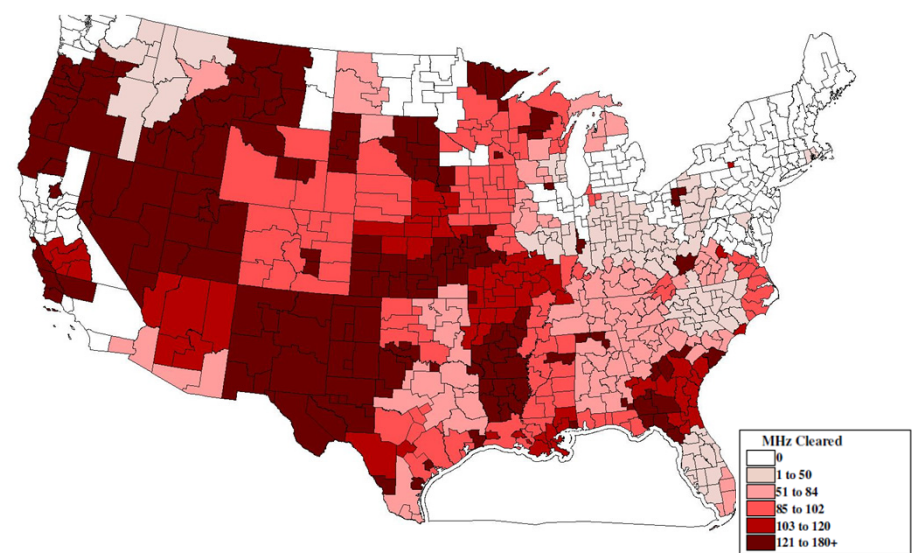 MHz Cleared
0
1 to 50
51 to 84
85 to 102
103 to 120
121 to 180+